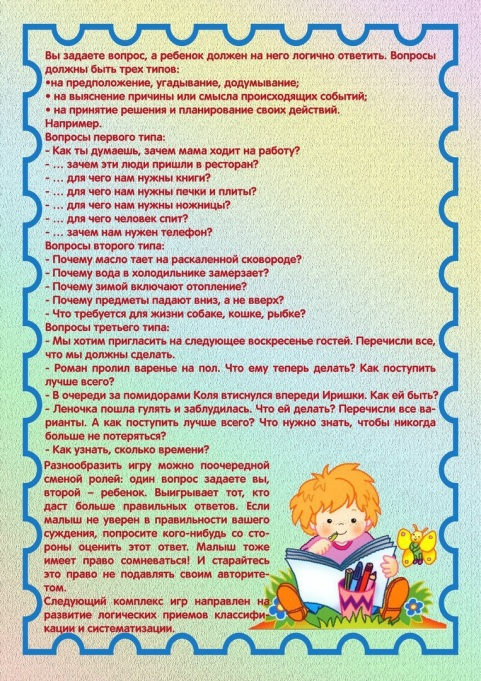 Вы задаете вопрос, а ребенок должен на него логично ответить. Вопросы
должны быть трех типов:
•на предположение, угадывание, додумывание;
• на выяснение причины или смысла происходящих событий;
• на принятие решения и планирование своих действий.
Например.
Вопросы первого типа:
- Как ты думаешь, зачем мама ходит на работу?
- … зачем эти люди пришли в ресторан?
- … для чего нам нужны книги?
- … для чего нам нужны печки и плиты?
- … для чего нам нужны ножницы?
- … для чего человек спит?
- … зачем нам нужен телефон?
Вопросы второго типа:
- Почему масло тает на раскаленной сковороде?
- Почему вода в холодильнике замерзает?
- Почему зимой включают отопление?
- Почему предметы падают вниз, а не вверх?
- Что требуется для жизни собаке, кошке, рыбке?
Вопросы третьего типа:
- Мы хотим пригласить на следующее воскресенье гостей. Перечисли все,
что мы должны сделать.
- Роман пролил варенье на пол. Что ему теперь делать? Как поступить
лучше всего?
- В очереди за помидорами Коля втиснулся впереди Иришки. Как ей быть?
- Леночка пошла гулять и заблудилась. Что ей делать? Перечисли все ва-
рианты. А как поступить лучше всего? Что нужно знать, чтобы никогда
больше не потеряться?
- Как узнать, сколько времени?
Разнообразить игру можно поочередной
сменой ролей: один вопрос задаете вы,
второй – ребенок. Выигрывает тот, кто
даст больше правильных ответов. Если
малыш не уверен в правильности вашего
суждения, попросите кого-нибудь со сто-
роны оценить этот ответ. Малыш тоже
имеет право сомневаться! И старайтесь
это право не подавлять своим авторите-
том.
Следующий комплекс игр направлен на
развитие логических приемов классифи-
кации и систематизации.